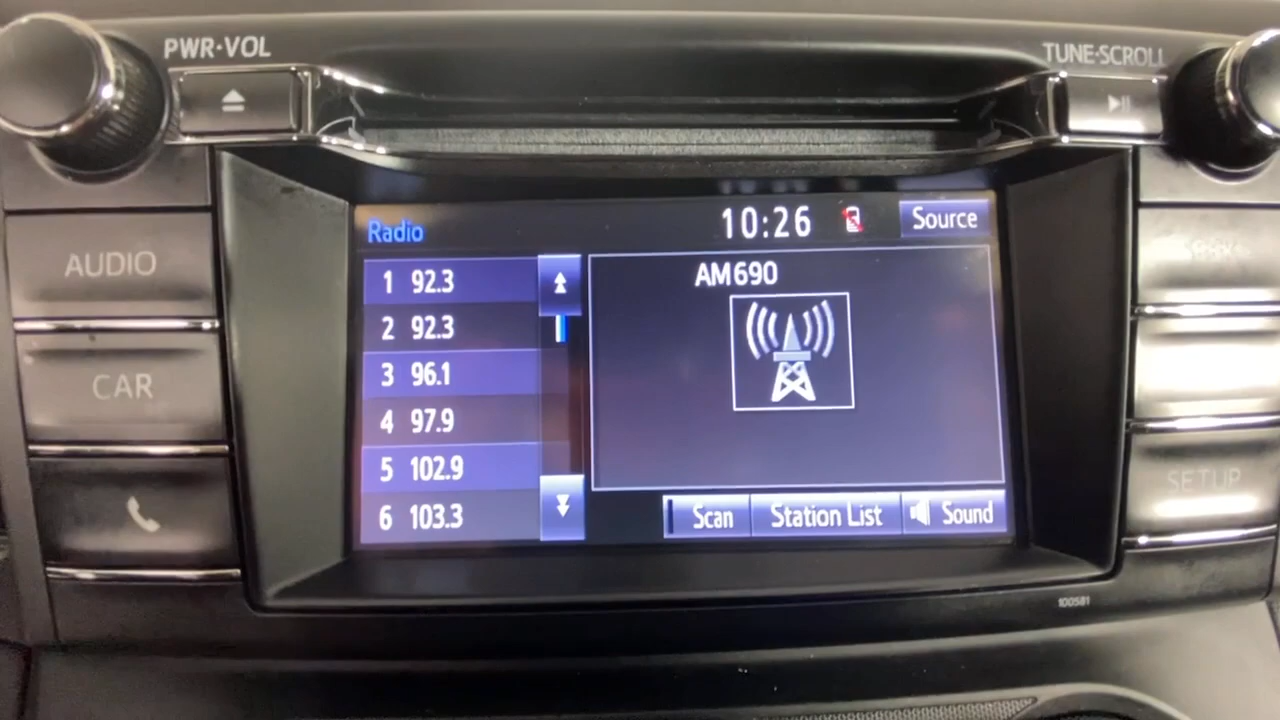 PWR·VOL
TUNE·SCROLL
AUDIO
CAR
SETUP
Radio
10:26
Source
1 92.3
2 92.3
3 96.1
4 97.9
5 102.9
6 103.3
AM690
Scan
Station List
Sound
100581